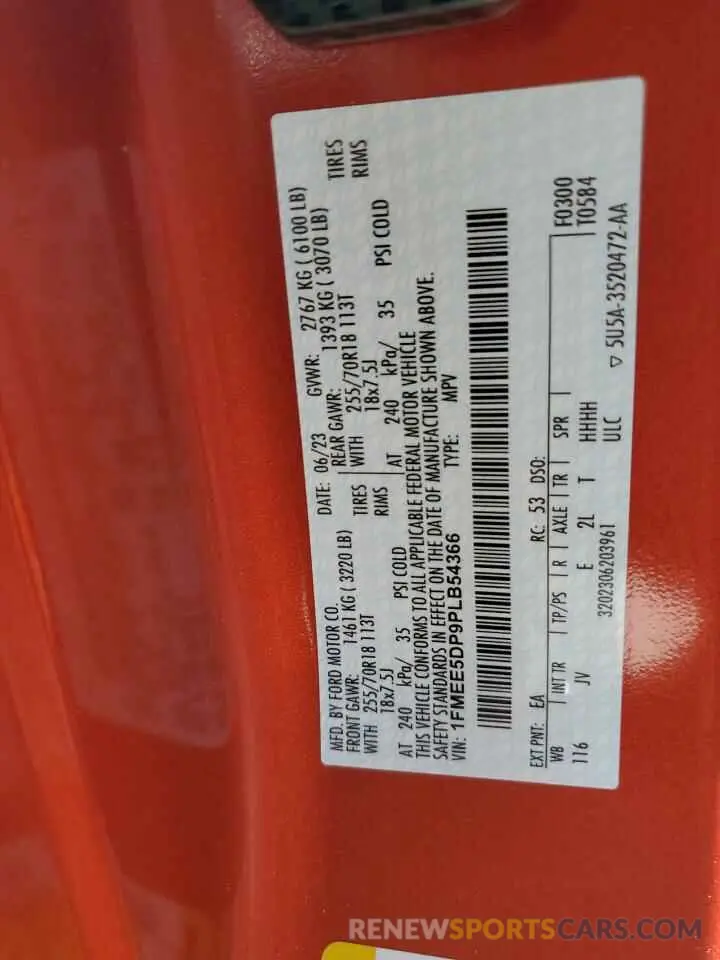 MFD. BY FORD MOTOR CO.
DATE: 06/23 GVWR: 2767 KG ( 6100 LB)
FRONT GAWR: 1461 KG ( 3220 LB)
REAR GAWR: 1393 KG ( 3070 LB)
WITH 255/70R18 113T TIRES
WITH 255/70R18 113T TIRES
18x7.5J RIMS
18x7.5J RIMS
AT 240 kPa/ 35 PSI COLD
AT 240 kPa/ 35 PSI COLD
THIS VEHICLE CONFORMS TO ALL APPLICABLE FEDERAL MOTOR VEHICLE
SAFETY STANDARDS IN EFFECT ON THE DATE OF MANUFACTURE SHOWN ABOVE.
VIN: 1FMEE5DP9PLB54366 TYPE: MPV
EXT PNT: EA RC: 53 DSO: F0300
WB INT TR TP/PS R AXLE TR SPR T0584
116 JV E 2L T HHHH
3202306203961 ULC ▽ 5U5A-3520472-AA
RENEWSPORTSCARS.COM